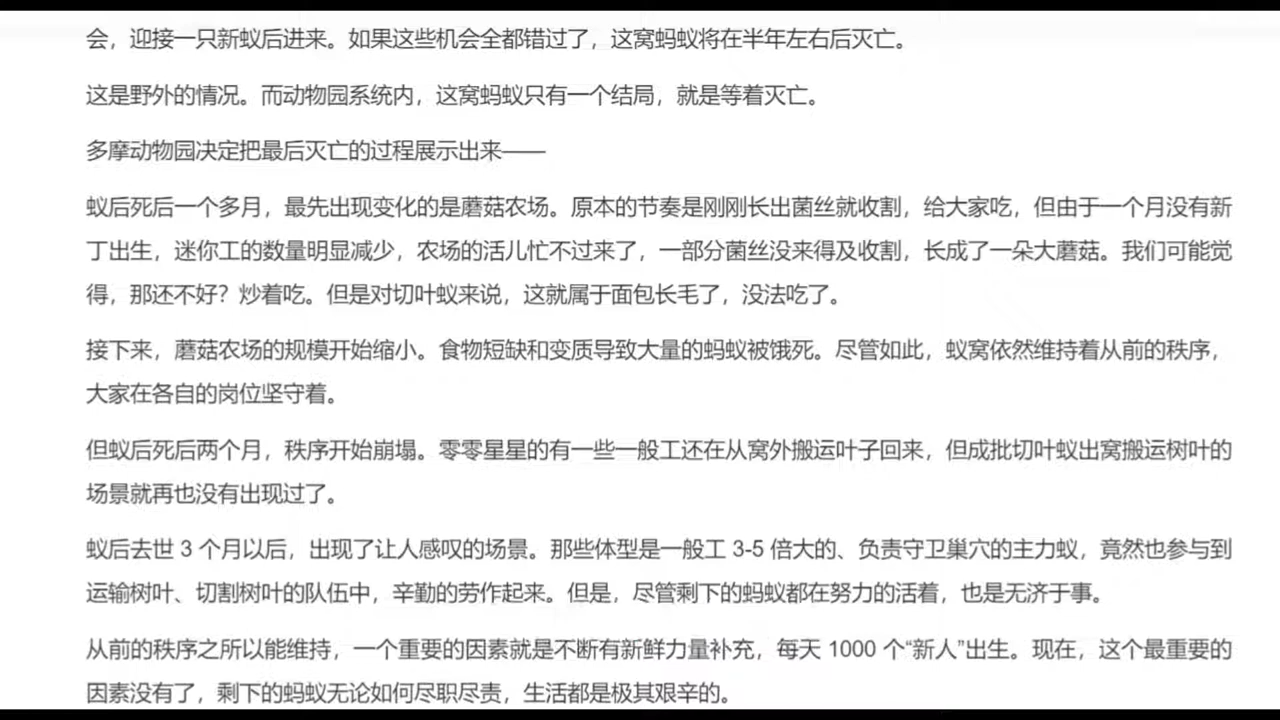 会，迎接一只新蚁后进来。如果这些机会全都错过了，这窝蚂蚁将在半年左右后灭亡。
这是野外的情况。而动物园系统内，这窝蚂蚁只有一个结局，就是等着灭亡。
多摩动物园决定把最后灭亡的过程展示出来——
蚁后死后一个多月，最先出现变化的是蘑菇农场。原本的节奏是刚刚长出菌丝就收割，给大家吃，但由于一个月没有新
丁出生，迷你工的数量明显减少，农场的活儿忙不过来了，一部分菌丝没来得及收割，长成了一朵大蘑菇。我们可能觉
得，那还不好？炒着吃。但是对切叶蚁来说，这就属于面包长毛了，没法吃了。
接下来，蘑菇农场的规模开始缩小。食物短缺和变质导致大量的蚂蚁被饿死。尽管如此，蚁窝依然维持着从前的秩序，
大家在各自的岗位坚守着。
但蚁后死后两个月，秩序开始崩塌。零零星星的有一些一般工还在从窝外搬运叶子回来，但成批切叶蚁出窝搬运树叶的
场景就再也没有出现过了。
蚁后去世 3 个月以后，出现了让人感叹的场景。那些体型是一般工 3-5 倍大的、负责守卫巢穴的主力蚁，竟然也参与到
运输树叶、切割树叶的队伍中，辛勤的劳作起来。但是，尽管剩下的蚂蚁都在努力的活着，也是无济于事。
从前的秩序之所以能维持，一个重要的因素就是不断有新鲜力量补充，每天 1000 个“新人”出生。现在，这个最重要的
因素没有了，剩下的蚂蚁无论如何尽职尽责，生活都是极其艰辛的。